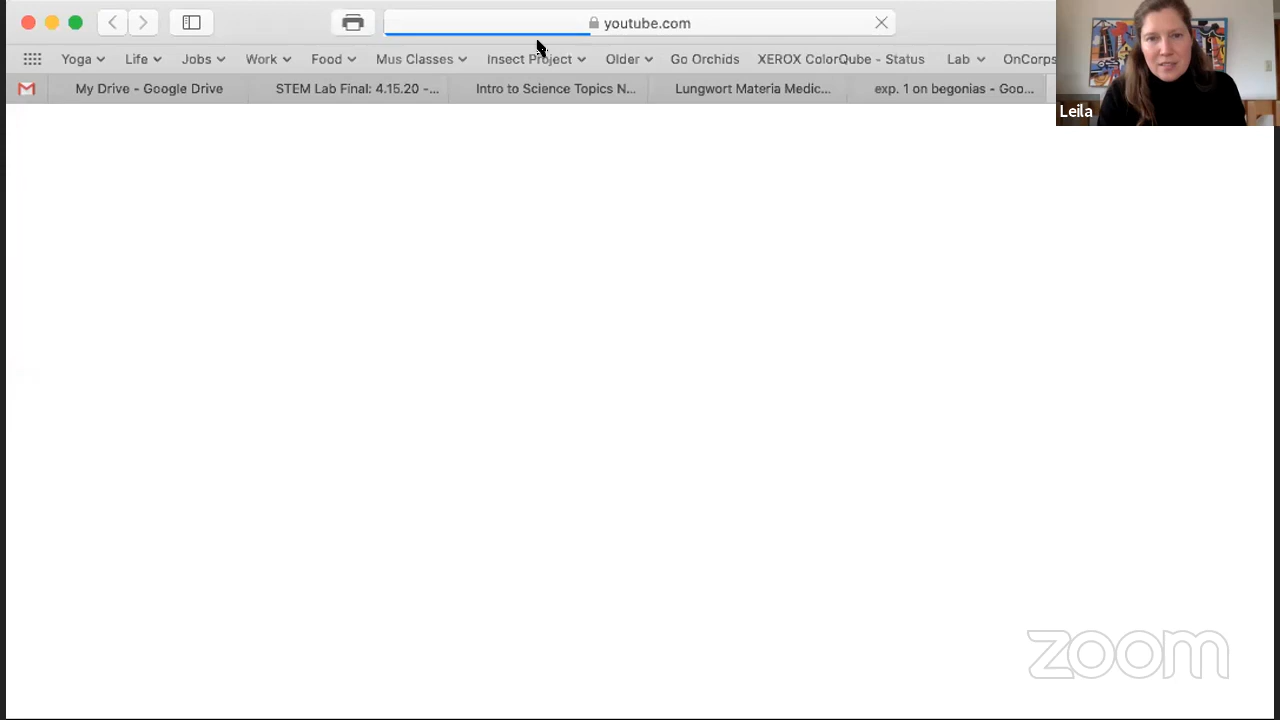 youtube.com
Yoga Life Jobs Work Food Mus Classes Insect Project Older Go Orchids XEROX ColorQube - Status Lab OnCorps
My Drive - Google Drive STEM Lab Final: 4.15.20 -... Intro to Science Topics N... Lungwort Materia Medic... exp. 1 on begonias - Goo...
Leila
zoom